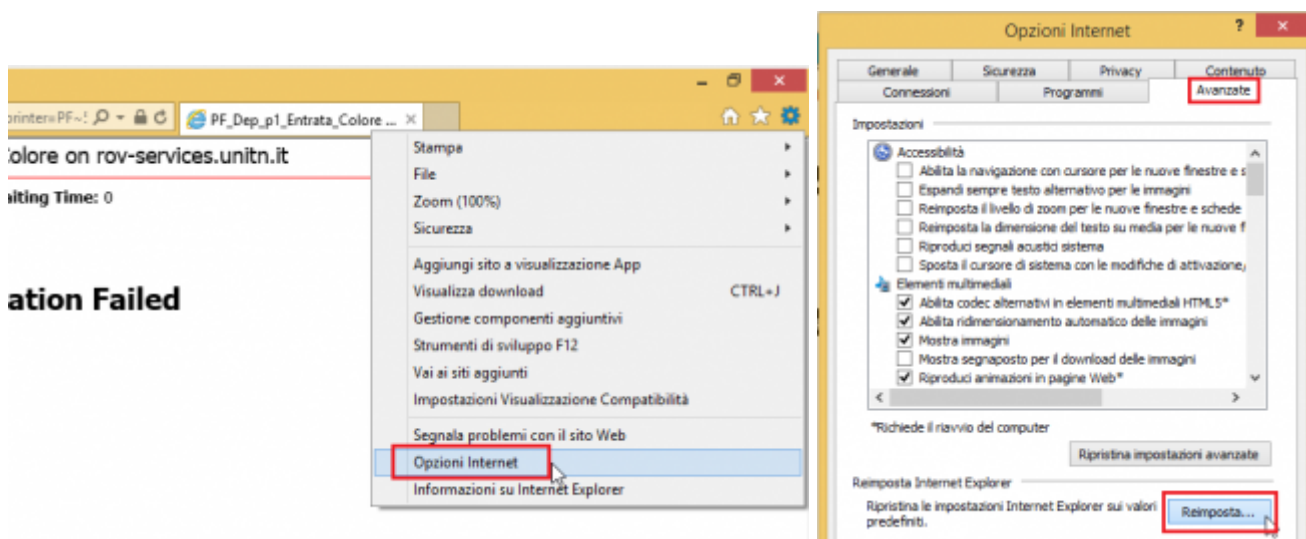 printer=PF~!
PF_Dep_p1_Entrata_Colore ...
Colore on rov-services.unitn.it
aiting Time: 0
ation Failed
Stampa
File
Zoom (100%)
Sicurezza
Aggiungi sito a visualizzazione App
Visualizza download CTRL+J
Gestione componenti aggiuntivi
Strumenti di sviluppo F12
Vai ai siti aggiunti
Impostazioni Visualizzazione Compatibilità
Segnala problemi con il sito Web
Opzioni Internet
Informazioni su Internet Explorer
Opzioni Internet ?
Generale Sicurezza Privacy Contenuto
Connessioni Programmi Avanzate
Impostazioni
Accessibilità
Abilita la navigazione con cursore per le nuove finestre e s
Espandi sempre testo alternativo per le immagini
Reimposta il livello di zoom per le nuove finestre e schede
Reimposta la dimensione del testo su media per le nuove f
Riproduci segnali acustici sistema
Sposta il cursore di sistema con le modifiche di attivazione,
Elementi multimediali
Abilita codec alternativi in elementi multimediali HTML5*
Abilita ridimensionamento automatico delle immagini
Mostra immagini
Mostra segnaposto per il download delle immagini
Riproduci animazioni in pagine Web*
*Richiede il riavvio del computer
Ripristina impostazioni avanzate
Reimposta Internet Explorer
Ripristina le impostazioni Internet Explorer sui valori
predefiniti.
Reimposta...